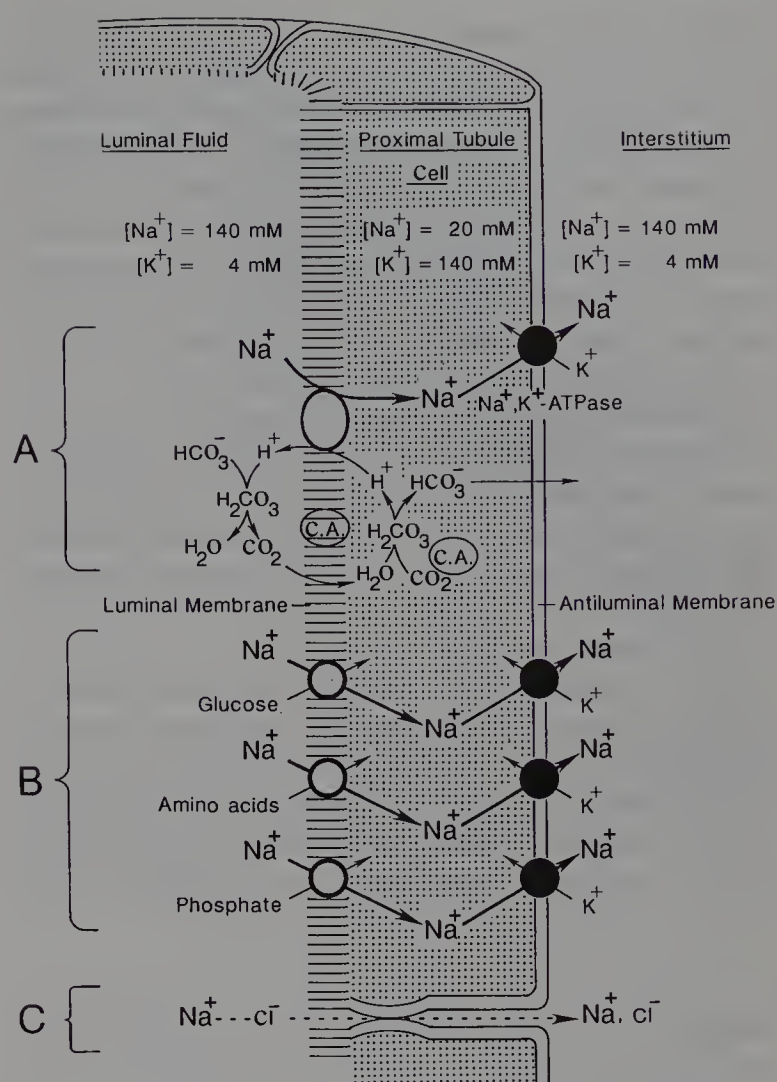 Luminal Fluid
Proximal Tubule
Cell
Interstitium
[Na⁺] = 140 mM
[K⁺] = 4 mM
[Na⁺] = 20 mM
[K⁺] = 140 mM
[Na⁺] = 140 mM
[K⁺] = 4 mM
A
Na⁺
Na⁺
Na⁺
K⁺
Na⁺,K⁺-ATPase
HCO₃⁻ H⁺
H₂CO₃
H₂O CO₂
C.A.
H⁺ HCO₃⁻
H₂CO₃
C.A.
H₂O CO₂
Luminal Membrane
Antiluminal Membrane
B
Na⁺
Glucose
Na⁺
Na⁺
K⁺
Na⁺
Amino acids
Na⁺
Na⁺
K⁺
Na⁺
Phosphate
Na⁺
Na⁺
K⁺
C
Na⁺---Cl⁻
Na⁺, Cl⁻